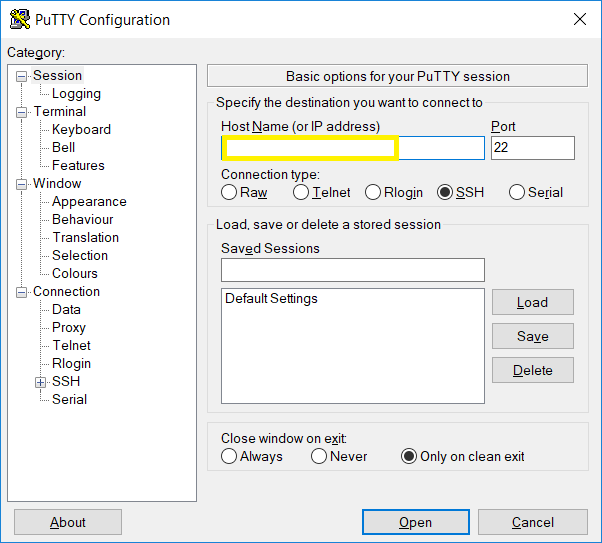 PuTTY Configuration
Category:
Session
Logging
Terminal
Keyboard
Bell
Features
Window
Appearance
Behaviour
Translation
Selection
Colours
Connection
Data
Proxy
Telnet
Rlogin
SSH
Serial
Basic options for your PuTTY session
Specify the destination you want to connect to
Host Name (or IP address) Port
22
Connection type:
Raw Telnet Rlogin SSH Serial
Load, save or delete a stored session
Saved Sessions
Default Settings
Load
Save
Delete
Close window on exit:
Always Never Only on clean exit
About Open Cancel